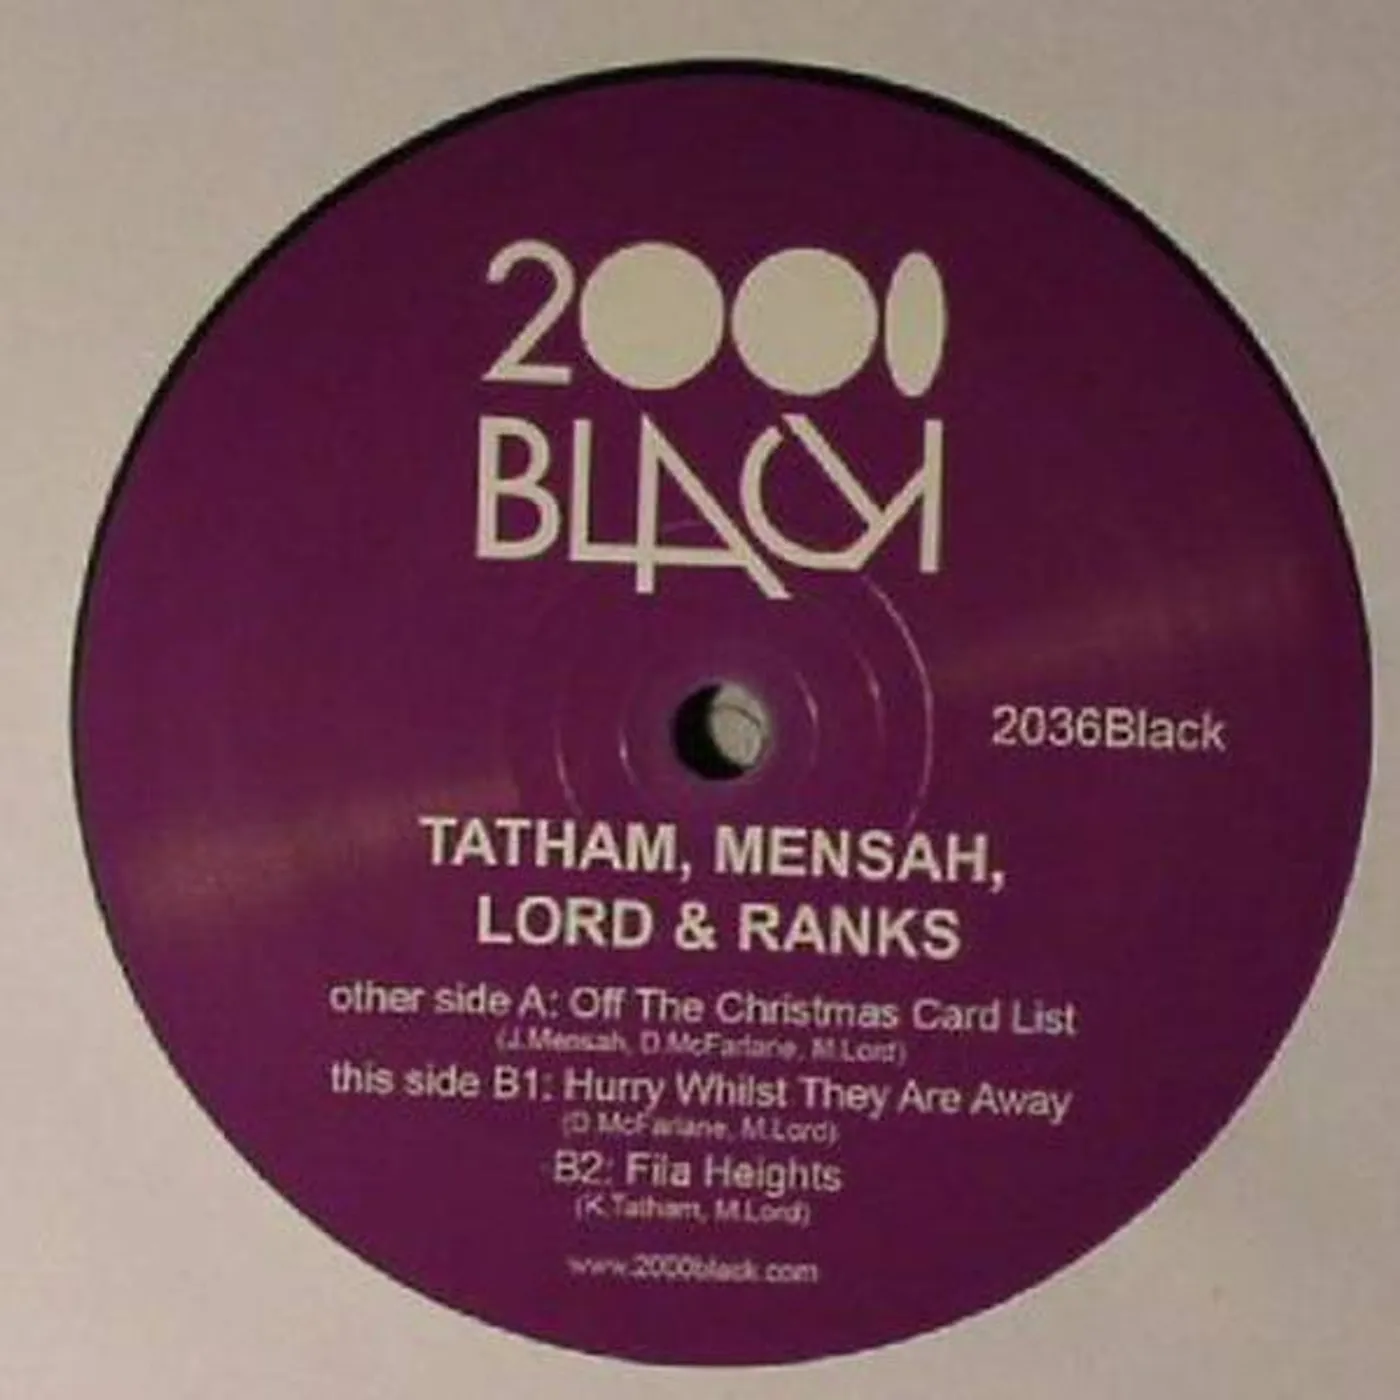 2000
BLACK
2036Black
TATHAM, MENSAH,
LORD & RANKS
other side A: Off The Christmas Card List
(J.Mensah, D.McFarlane, M.Lord)
this side B1: Hurry Whilst They Are Away
(D.McFarlane, M.Lord)
B2: Fila Heights
(K.Tatham, M.Lord)
www.2000black.com